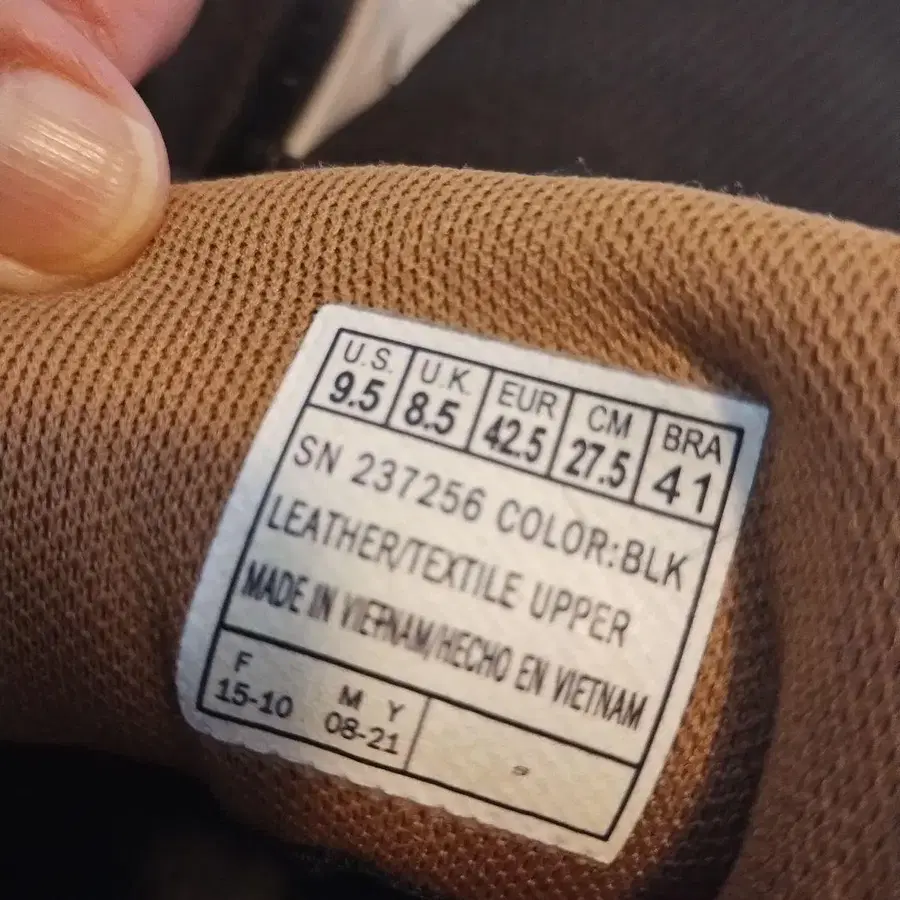 U.S. U.K. EUR CM BRA
9.5 8.5 42.5 27.5 41
SN 237256 COLOR:BLK
LEATHER/TEXTILE UPPER
MADE IN VIETNAM/HECHO EN VIETNAM
F M Y
15-10 08-21